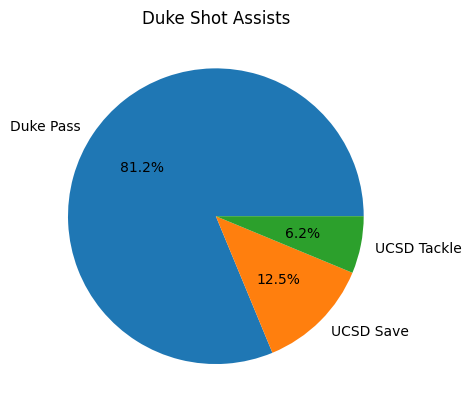 Duke Shot Assists
Duke Pass
81.2%
6.2%
UCSD Tackle
12.5%
UCSD Save